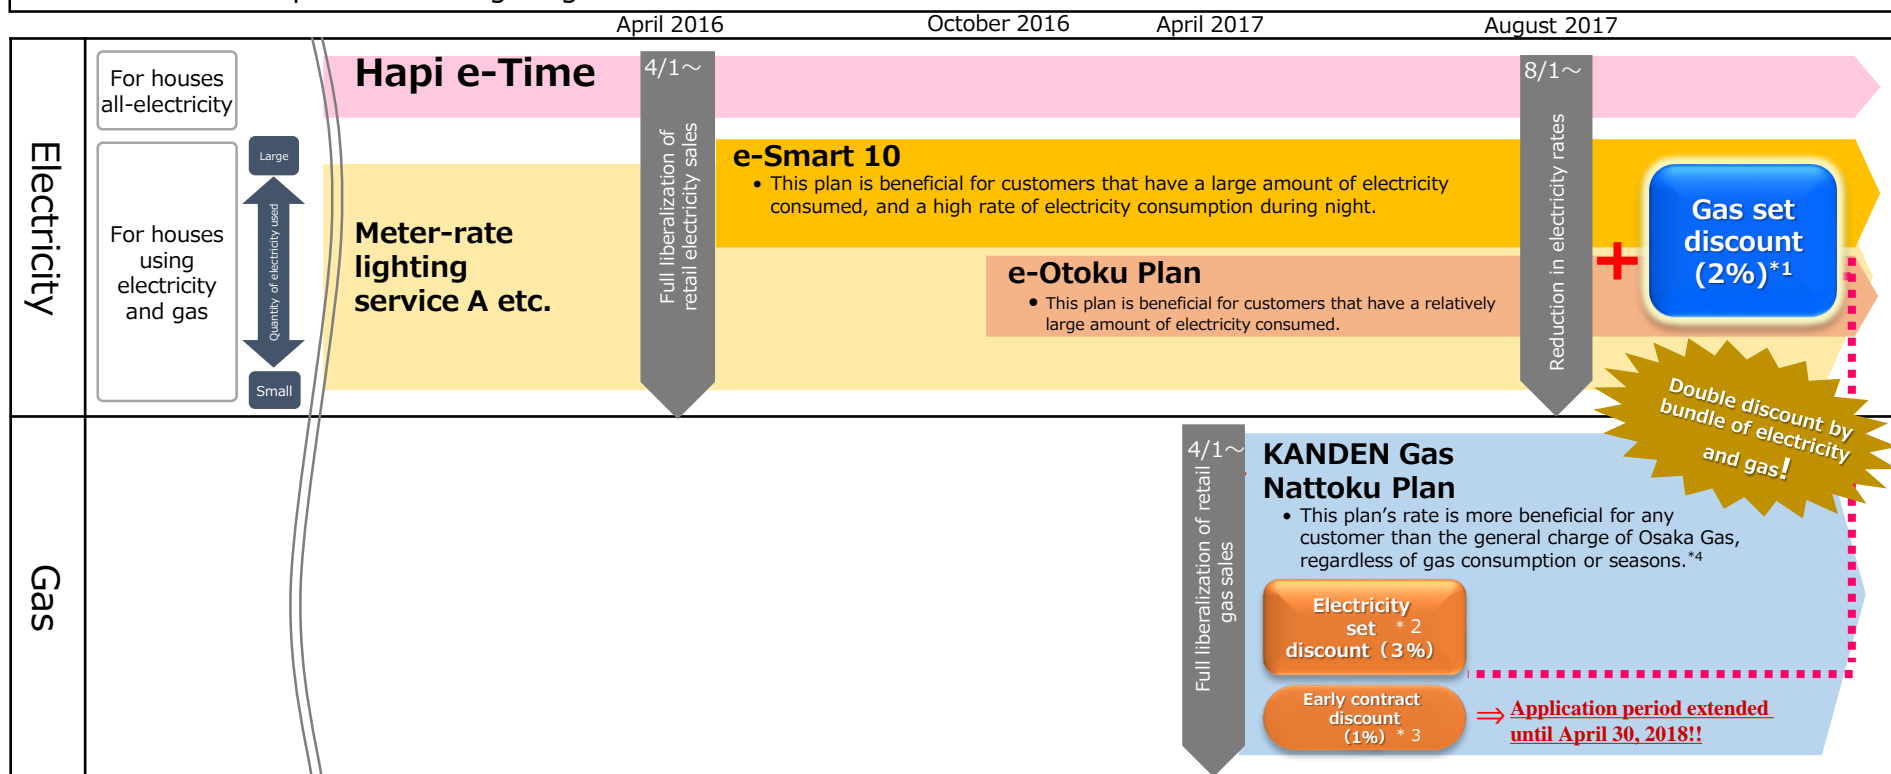 April 2016
October 2016
April 2017
August 2017
Electricity
For houses
all-electricity
Hapi e-Time
4/1～
Full liberalization of
retail electricity sales
8/1～
Reduction in electricity rates
For houses
using
electricity
and gas
Large
Quantity of electricity used
Small
Meter-rate
lighting
service A etc.
e-Smart 10
• This plan is beneficial for customers that have a large amount of electricity
consumed, and a high rate of electricity consumption during night.
e-Otoku Plan
• This plan is beneficial for customers that have a relatively
large amount of electricity consumed.
+
Gas set
discount
(2%)*1
Double discount by
bundle of electricity
and gas!
Gas
4/1～
Full liberalization of retail
gas sales
KANDEN Gas
Nattoku Plan
• This plan’s rate is more beneficial for any
customer than the general charge of Osaka Gas,
regardless of gas consumption or seasons.*4
Electricity
set *2
discount（3%）
Early contract
discount
(1%) *3
⇒ Application period extended
until April 30, 2018!!